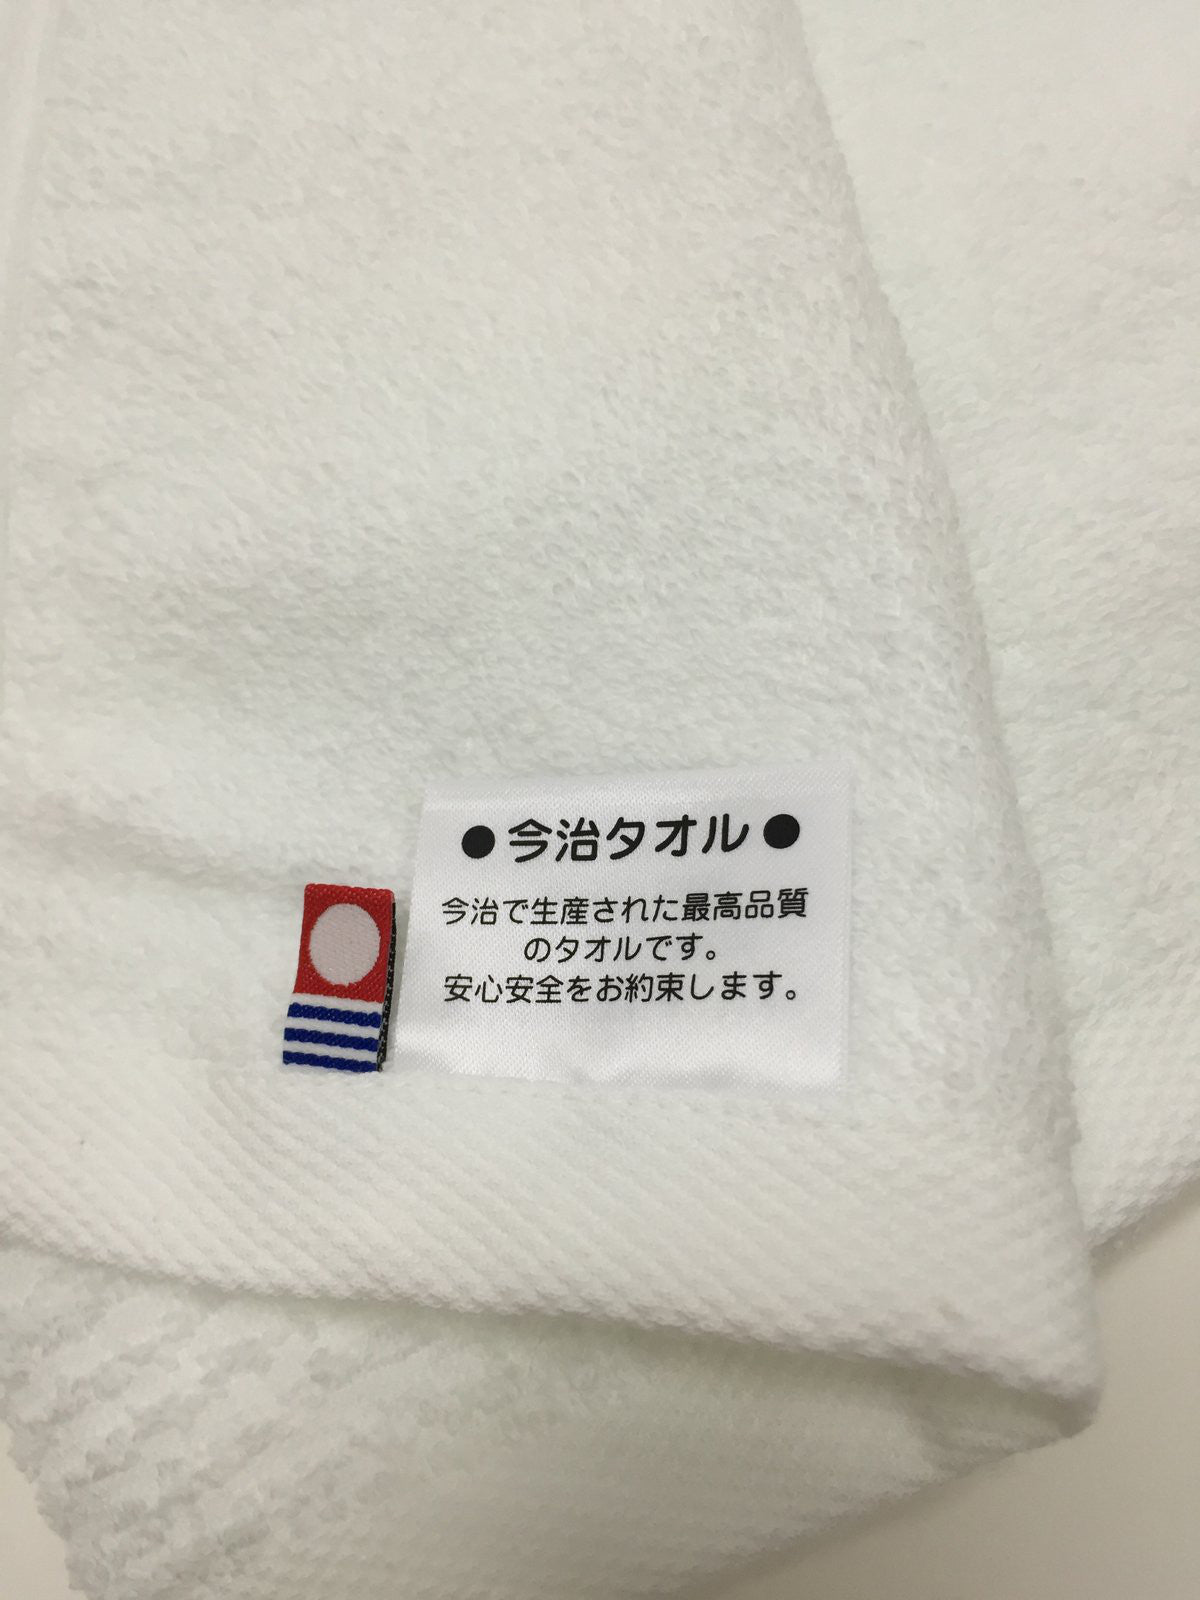 ●今治タオル●
今治で生産された最高品質
のタオルです。
安心安全をお約束します。